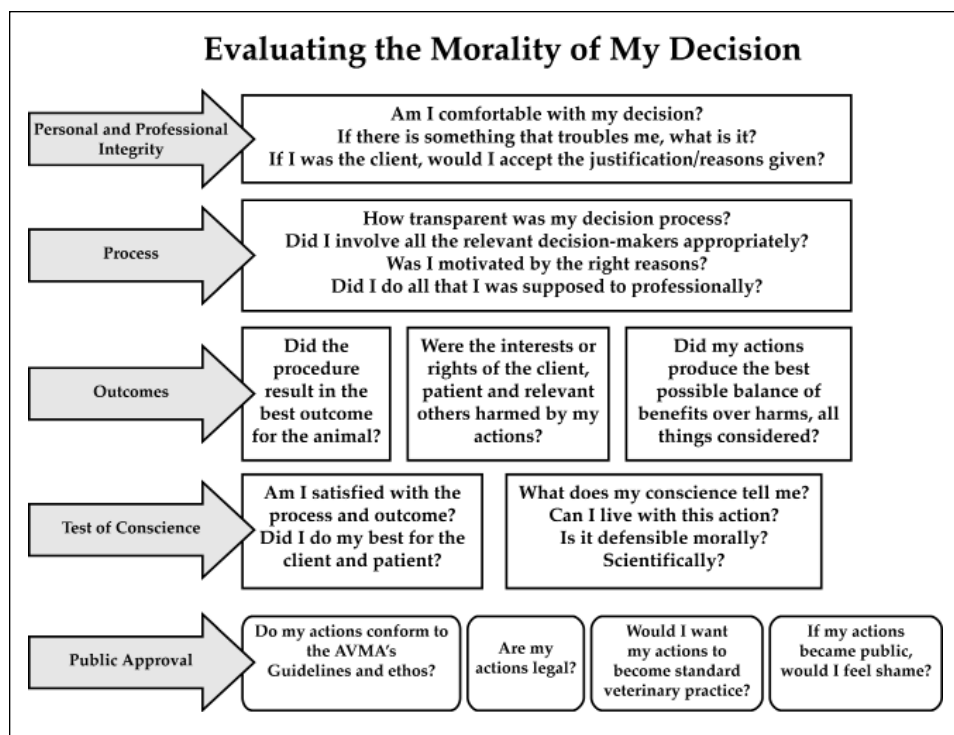 Evaluating the Morality of My Decision
Personal and Professional
Integrity
Am I comfortable with my decision?
If there is something that troubles me, what is it?
If I was the client, would I accept the justification/reasons given?
Process
How transparent was my decision process?
Did I involve all the relevant decision-makers appropriately?
Was I motivated by the right reasons?
Did I do all that I was supposed to professionally?
Outcomes
Did the
procedure
result in the
best outcome
for the animal?
Were the interests or
rights of the client,
patient and relevant
others harmed by my
actions?
Did my actions
produce the best
possible balance of
benefits over harms, all
things considered?
Test of Conscience
Am I satisfied with the
process and outcome?
Did I do my best for the
client and patient?
What does my conscience tell me?
Can I live with this action?
Is it defensible morally?
Scientifically?
Public Approval
Do my actions conform to
the AVMA's
Guidelines and ethos?
Are my
actions legal?
Would I want
my actions to
become standard
veterinary practice?
If my actions
became public,
would I feel shame?